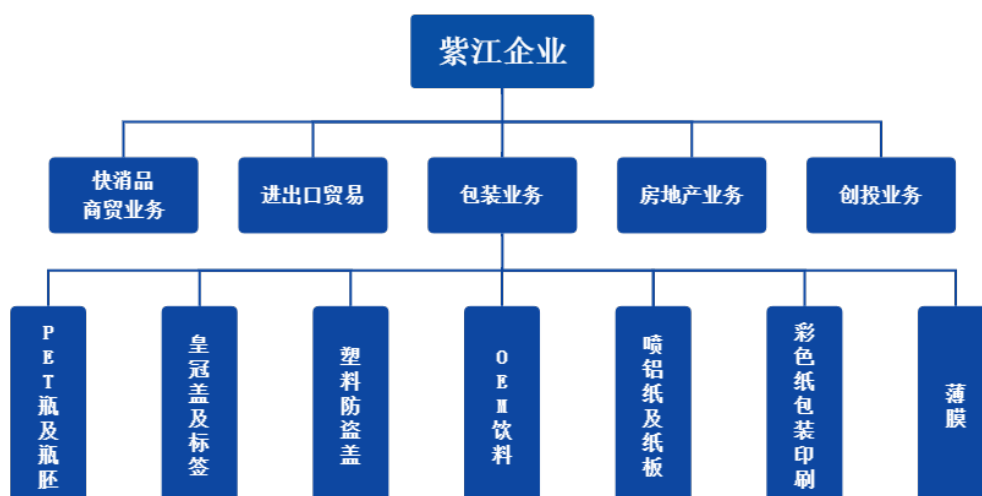 紫江企业
快消品
商贸业务
进出口贸易
包装业务
房地产业务
创投业务
PET瓶及瓶胚
皇冠盖及标签
塑料防盗盖
OEM饮料
喷铝纸及纸板
彩色纸包装印刷
薄膜